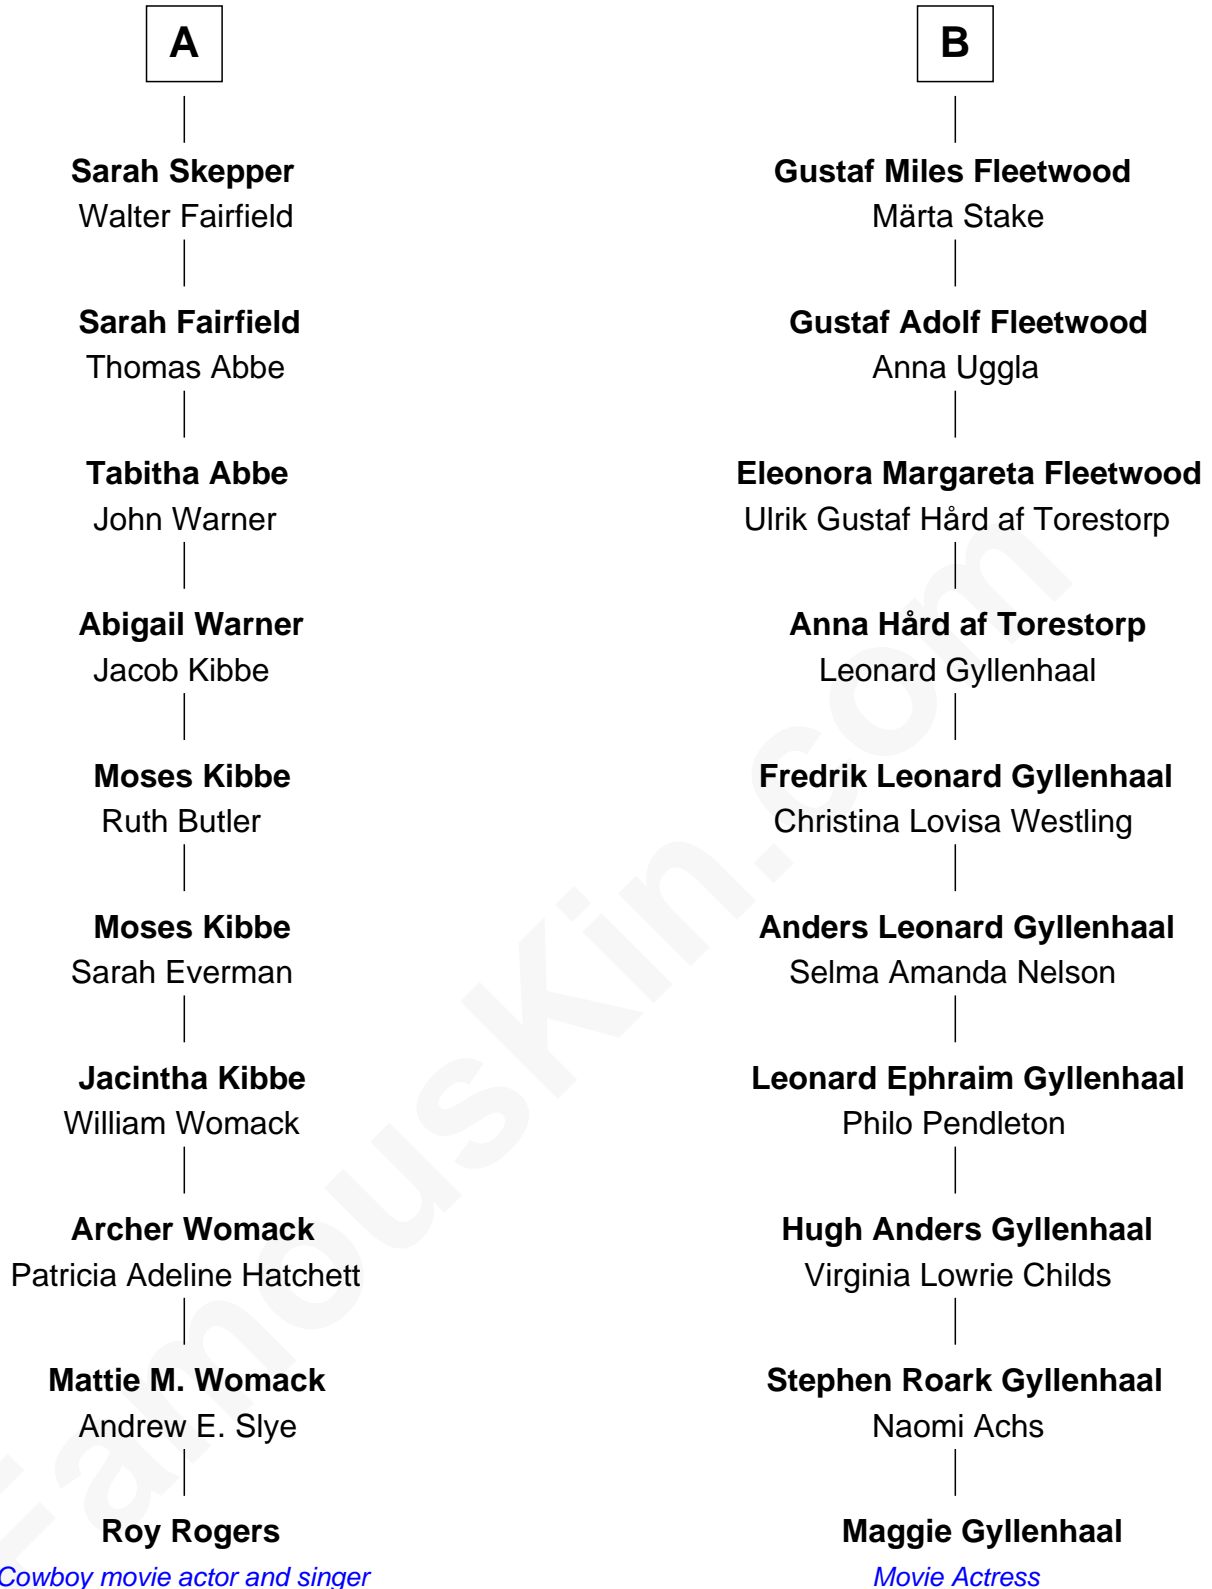 A
Sarah Skepper
Walter Fairfield
Sarah Fairfield
Thomas Abbe
Tabitha Abbe
John Warner
Abigail Warner
Jacob Kibbe
Moses Kibbe
Ruth Butler
Moses Kibbe
Sarah Everman
Jacintha Kibbe
William Womack
Archer Womack
Patricia Adeline Hatchett
Mattie M. Womack
Andrew E. Slye
Roy Rogers
Cowboy movie actor and singer
B
Gustaf Miles Fleetwood
Märta Stake
Gustaf Adolf Fleetwood
Anna Uggla
Eleonora Margareta Fleetwood
Ulrik Gustaf Hård af Torestorp
Anna Hård af Torestorp
Leonard Gyllenhaal
Fredrik Leonard Gyllenhaal
Christina Lovisa Westling
Anders Leonard Gyllenhaal
Selma Amanda Nelson
Leonard Ephraim Gyllenhaal
Philo Pendleton
Hugh Anders Gyllenhaal
Virginia Lowrie Childs
Stephen Roark Gyllenhaal
Naomi Achs
Maggie Gyllenhaal
Movie Actress
FamousKin.com